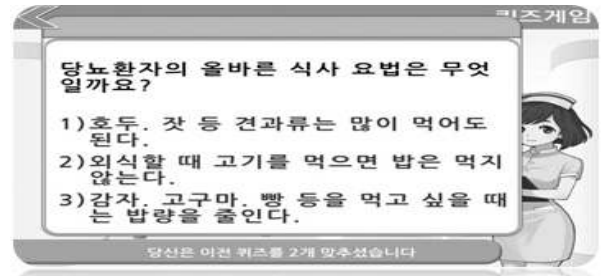 퀴즈게임
당뇨환자의 올바른 식사 요법은 무엇
일까요?
1)호두. 잣 등 견과류는 많이 먹어도
된다.
2)외식할 때 고기를 먹으면 밥은 먹지
않는다.
3)감자. 고구마. 빵 등을 먹고 싶을 때
는 밥량을 줄인다.
당신은 이전 퀴즈를 2개 맞추셨습니다